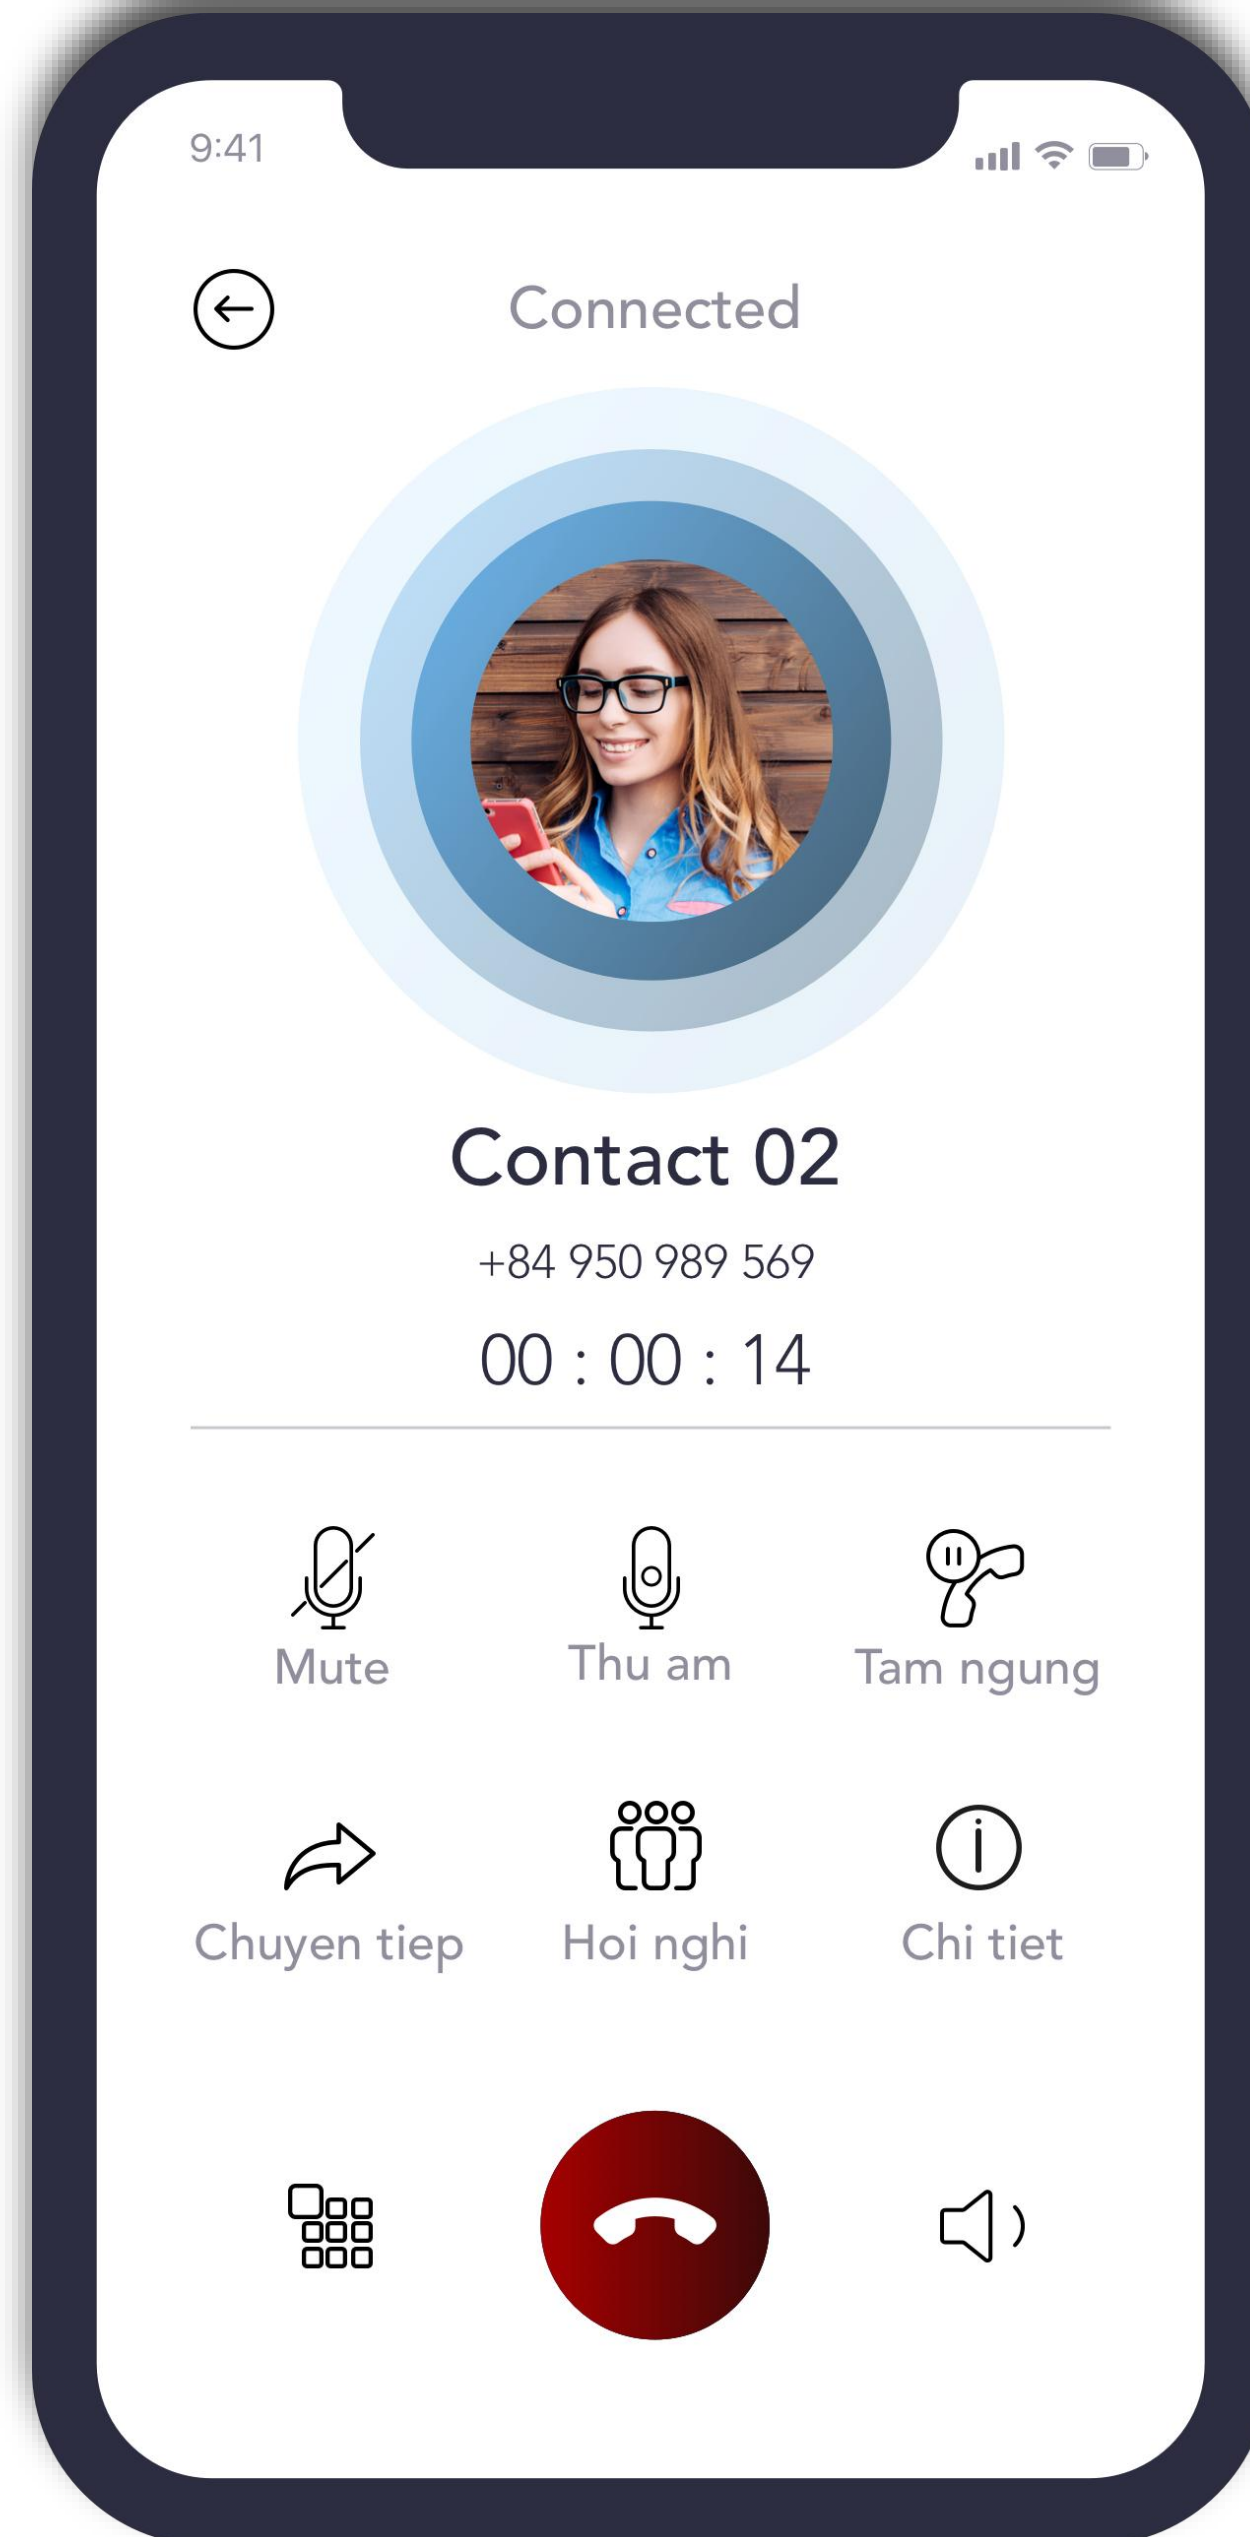 9:41
Connected
Contact 02
+84 950 989 569
00 : 00 : 14
Mute
Thu am
Tam ngung
Chuyen tiep
Hoi nghi
Chi tiet